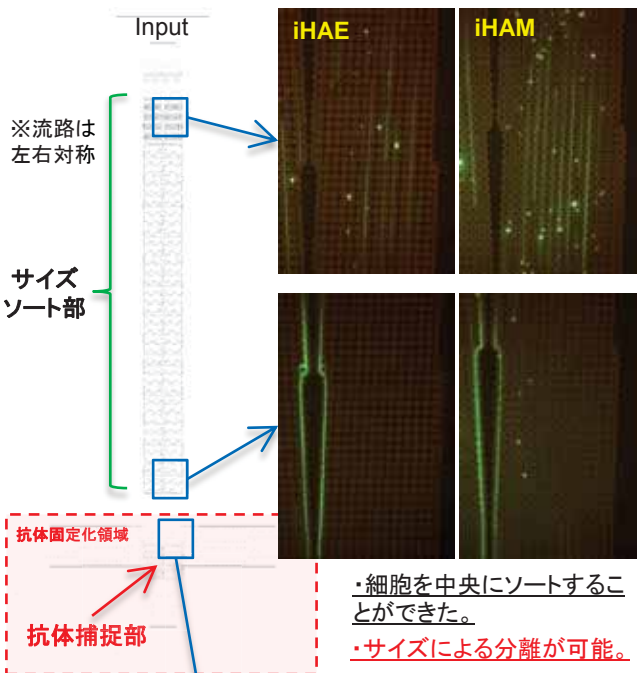 Input
iHAE
iHAM
※流路は
左右対称
サイズ
ソート部
抗体固定化領域
抗体捕捉部
・細胞を中央にソートするこ
とができた。
・サイズによる分離が可能。